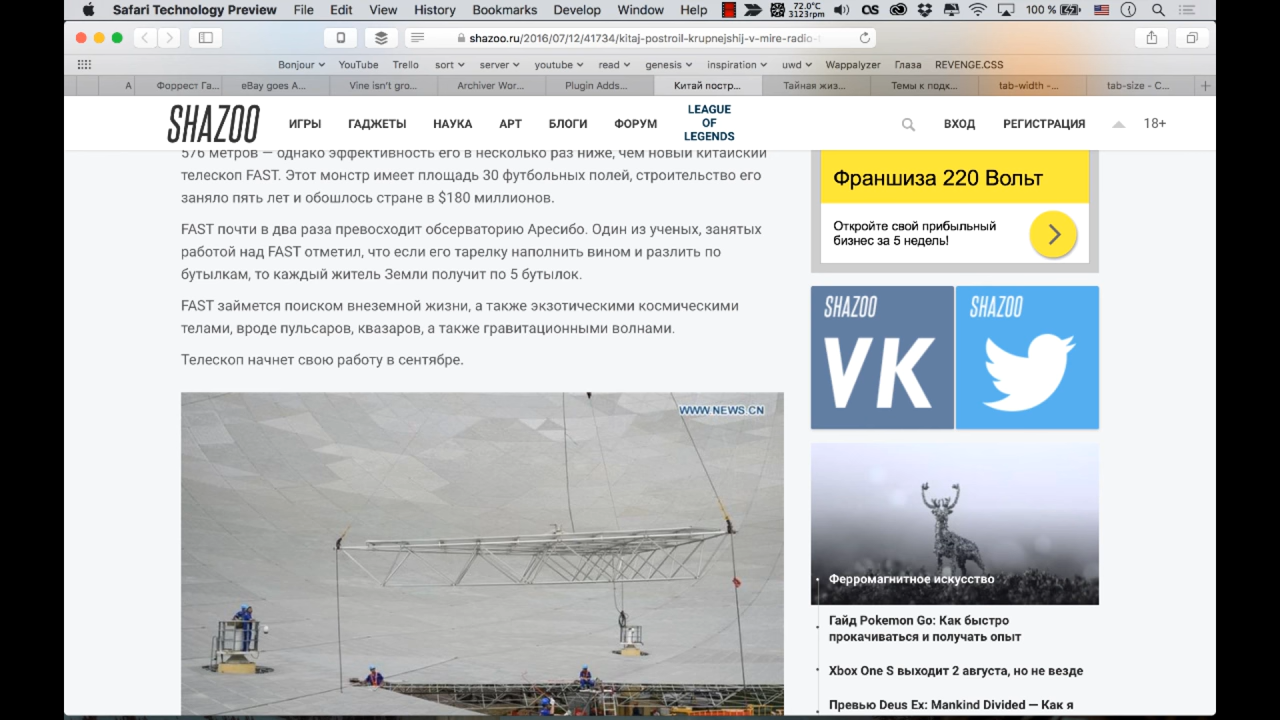 Safari Technology Preview File Edit View History Bookmarks Develop Window Help 72.0°C 3123rpm 100 %
shazoo.ru/2016/07/12/41734/kitaj-postroil-krupnejshij-v-mire-radio-
Bonjour YouTube Trello sort server youtube read genesis inspiration uwd Wappalyzer Глаза REVENGE.CSS
А Форрест Га... eBay goes A... Vine isn't gro... Archiver Wor... Plugin Adds... Китай постр... Тайная жиз... Темы к подк... tab-width -... tab-size - C...
SHAZOO ИГРЫ ГАДЖЕТЫ НАУКА АРТ БЛОГИ ФОРУМ LEAGUE OF LEGENDS ВХОД РЕГИСТРАЦИЯ 18+
576 метров — однако эффективность его в несколько раз ниже, чем новый китайский
телескоп FAST. Этот монстр имеет площадь 30 футбольных полей, строительство его
заняло пять лет и обошлось стране в $180 миллионов.
FAST почти в два раза превосходит обсерваторию Аресибо. Один из ученых, занятых
работой над FAST отметил, что если его тарелку наполнить вином и разлить по
бутылкам, то каждый житель Земли получит по 5 бутылок.
FAST займется поиском внеземной жизни, а также экзотическими космическими
телами, вроде пульсаров, квазаров, а также гравитационными волнами.
Телескоп начнет свою работу в сентябре.
WWW.NEWS.CN
Франшиза 220 Вольт
Откройте свой прибыльный
бизнес за 5 недель!
SHAZOO
VK
SHAZOO
Ферромагнитное искусство
Гайд Pokemon Go: Как быстро
прокачиваться и получать опыт
Xbox One S выходит 2 августа, но не везде
Превью Deus Ex: Mankind Divided — Как я